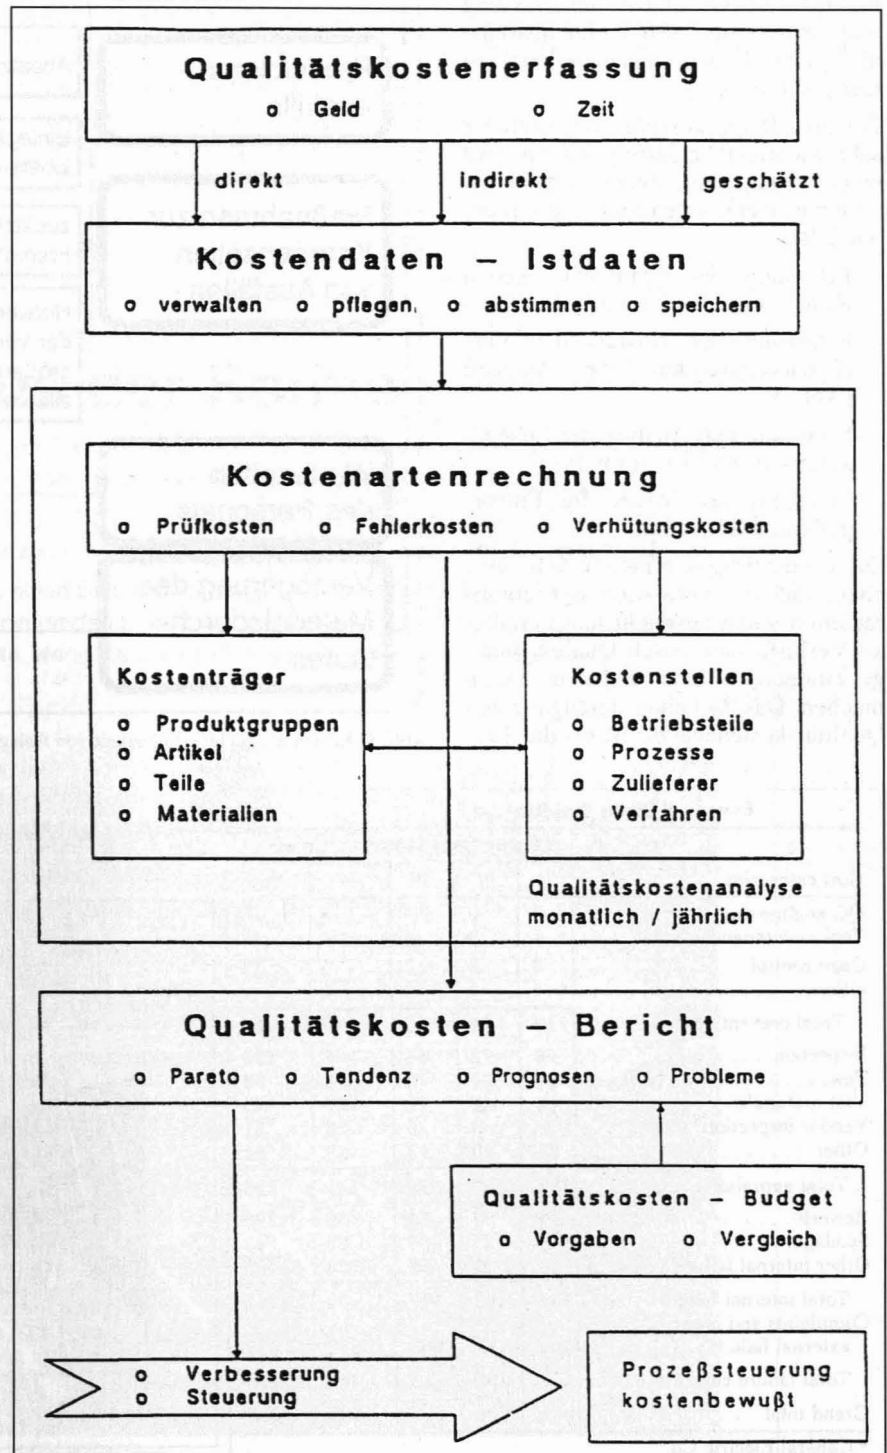 Qualitätskostenerfassung
o Geld o Zeit
direkt indirekt geschätzt
Kostendaten – Istdaten
o verwalten o pflegen, o abstimmen o speichern
Kostenartenrechnung
o Prüfkosten o Fehlerkosten o Verhütungskosten
Kostenträger
o Produktgruppen
o Artikel
o Teile
o Materialien
Kostenstellen
o Betriebsteile
o Prozesse
o Zulieferer
o Verfahren
Qualitätskostenanalyse
monatlich / jährlich
Qualitätskosten – Bericht
o Pareto o Tendenz o Prognosen o Probleme
Qualitätskosten – Budget
o Vorgaben o Vergleich
o Verbesserung
o Steuerung
Prozeßsteuerung
kostenbewußt